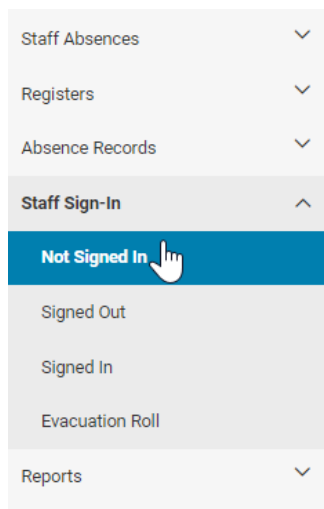 Staff Absences
Registers
Absence Records
Staff Sign-In
Not Signed In
Signed Out
Signed In
Evacuation Roll
Reports